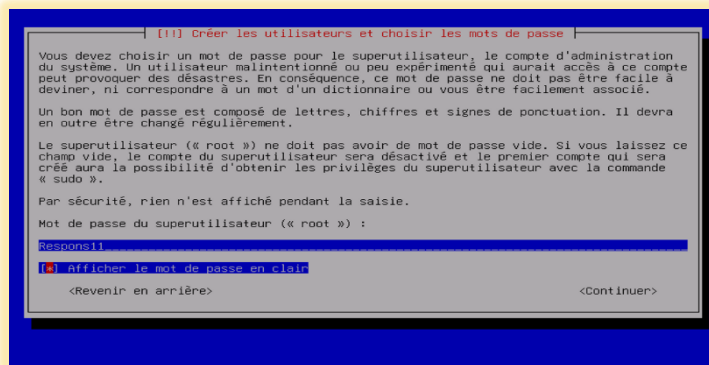 [!!] Créer les utilisateurs et choisir les mots de passe
Vous devez choisir un mot de passe pour le superutilisateur, le compte d'administration
du système. Un utilisateur malintentionné ou peu expérimenté qui aurait accès à ce compte
peut provoquer des désastres. En conséquence, ce mot de passe ne doit pas être facile à
deviner, ni correspondre à un mot d'un dictionnaire ou vous être facilement associé.
Un bon mot de passe est composé de lettres, chiffres et signes de ponctuation. Il devra
en outre être changé régulièrement.
Le superutilisateur (« root ») ne doit pas avoir de mot de passe vide. Si vous laissez ce
champ vide, le compte du superutilisateur sera désactivé et le premier compte qui sera
créé aura la possibilité d'obtenir les privilèges du superutilisateur avec la commande
« sudo ».
Par sécurité, rien n'est affiché pendant la saisie.
Mot de passe du superutilisateur (« root ») :
Respons11
[*] Afficher le mot de passe en clair
<Revenir en arrière> <Continuer>